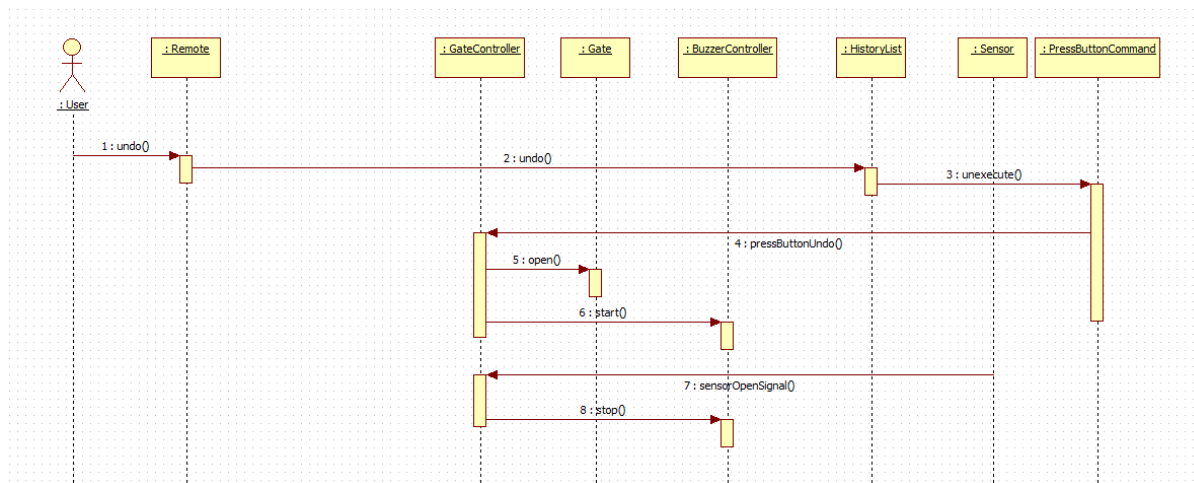 : Remote
: GateController
: Gate
: BuzzerController
: HistoryList
: Sensor
: PressButtonCommand
: User
1 : undo()
2 : undo()
3 : unexecute()
4 : pressButtonUndo()
5 : open()
6 : start()
7 : sensorOpenSignal()
8 : stop()